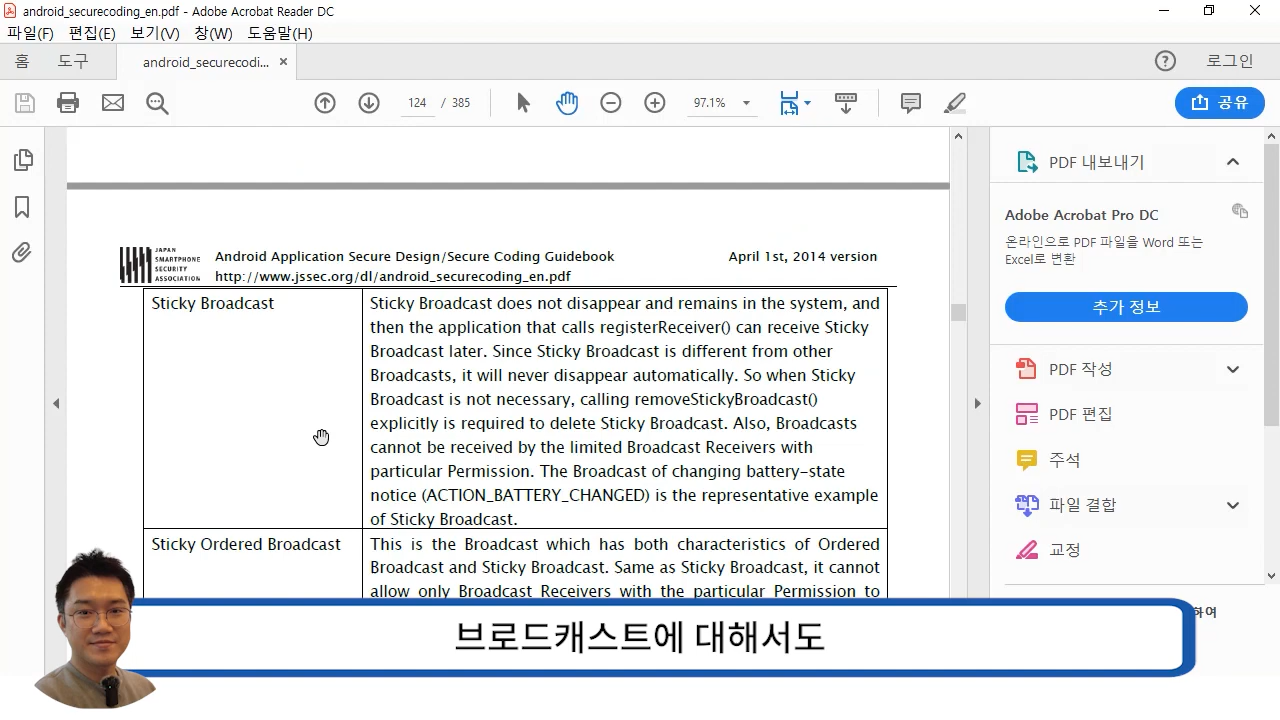 android_securecoding_en.pdf - Adobe Acrobat Reader DC
파일(F) 편집(E) 보기(V) 창(W) 도움말(H)
홈 도구 android_securecodi... × 로그인
124 / 385 97.1% 공유
JAPAN
SMARTPHONE
SECURITY
ASSOCIATION
Android Application Secure Design/Secure Coding Guidebook April 1st, 2014 version
http://www.jssec.org/dl/android_securecoding_en.pdf
Sticky Broadcast
Sticky Broadcast does not disappear and remains in the system, and
then the application that calls registerReceiver() can receive Sticky
Broadcast later. Since Sticky Broadcast is different from other
Broadcasts, it will never disappear automatically. So when Sticky
Broadcast is not necessary, calling removeStickyBroadcast()
explicitly is required to delete Sticky Broadcast. Also, Broadcasts
cannot be received by the limited Broadcast Receivers with
particular Permission. The Broadcast of changing battery-state
notice (ACTION_BATTERY_CHANGED) is the representative example
of Sticky Broadcast.
Sticky Ordered Broadcast
This is the Broadcast which has both characteristics of Ordered
Broadcast and Sticky Broadcast. Same as Sticky Broadcast, it cannot
allow only Broadcast Receivers with the particular Permission to
PDF 내보내기
Adobe Acrobat Pro DC
온라인으로 PDF 파일을 Word 또는
Excel로 변환
추가 정보
PDF 작성
PDF 편집
주석
파일 결합
교정
하여
브로드캐스트에 대해서도